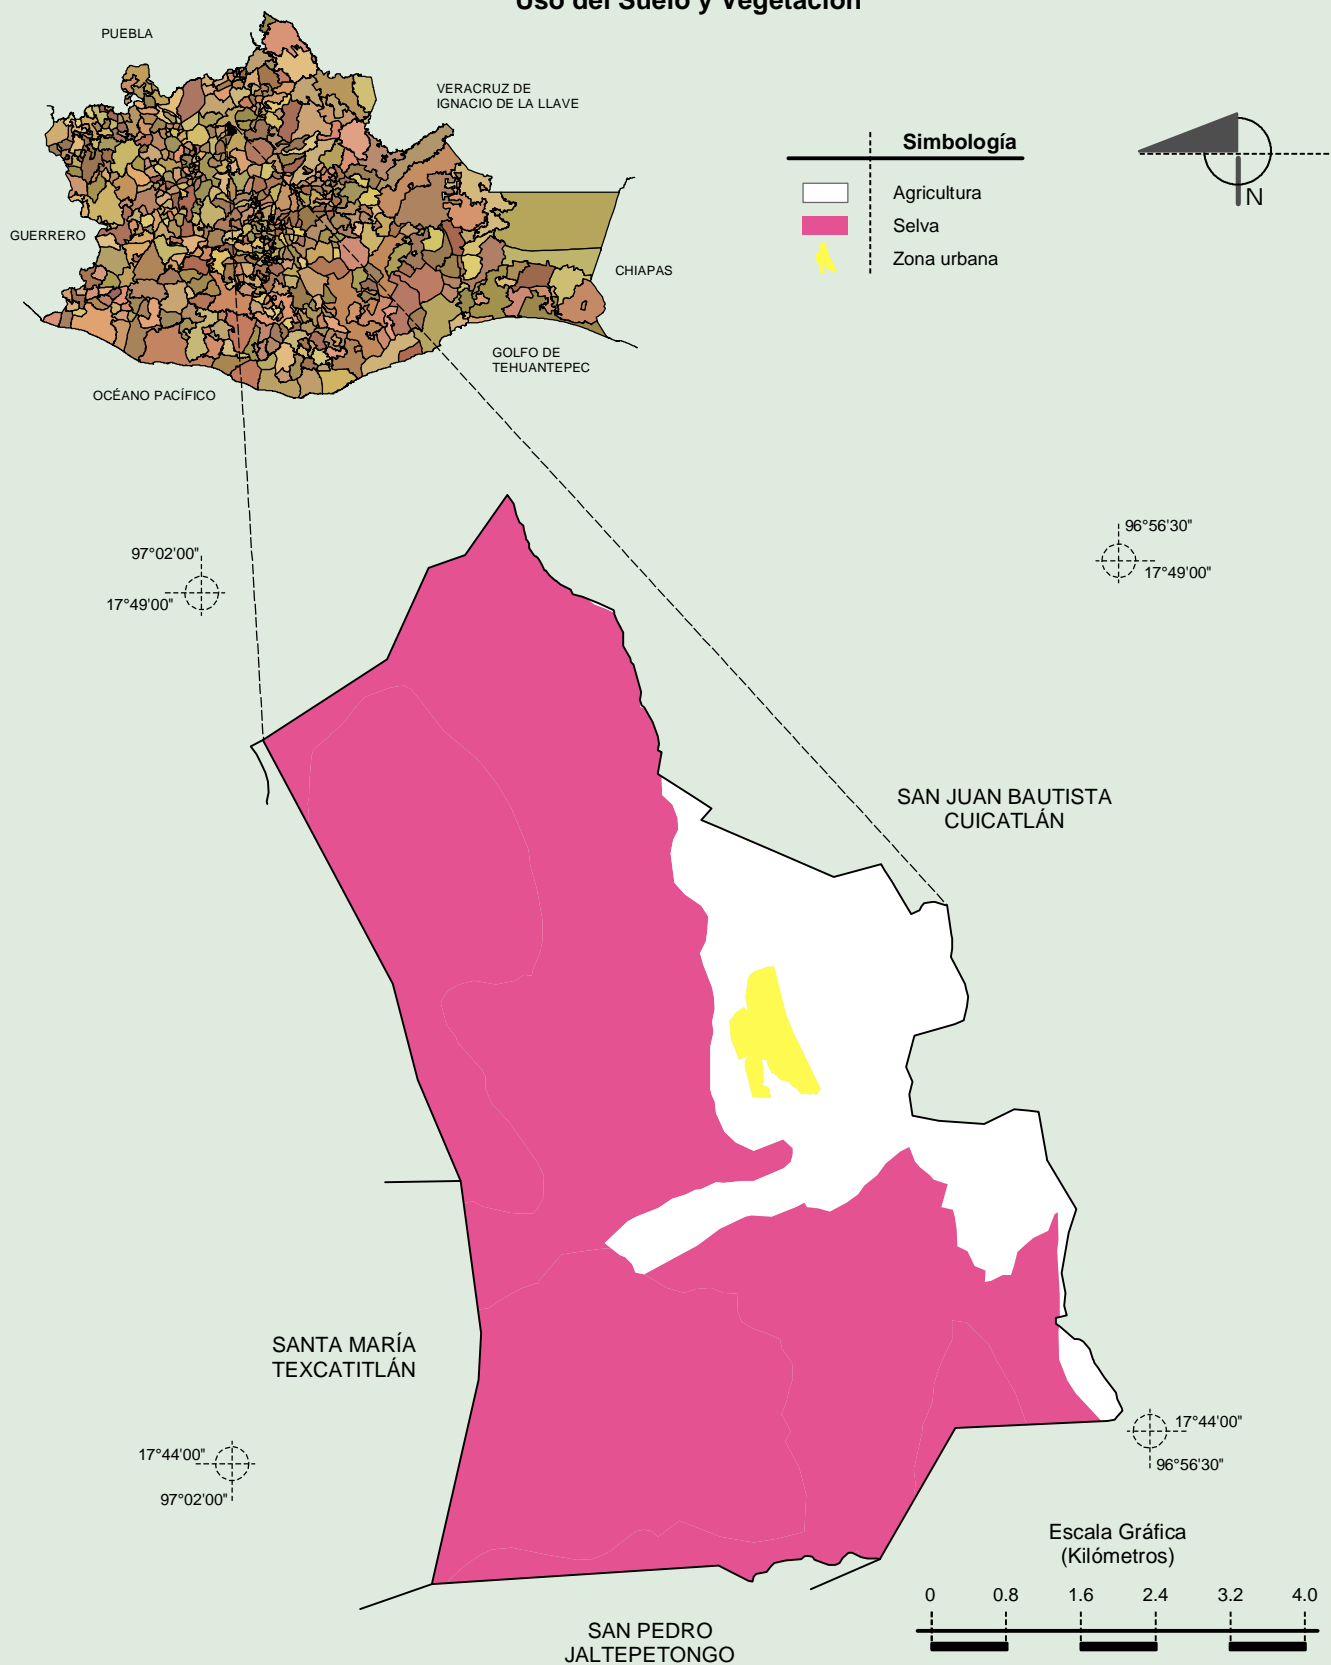 Uso del Suelo y Vegetación
PUEBLA
VERACRUZ DE
IGNACIO DE LA LLAVE
GUERRERO
CHIAPAS
GOLFO DE
TEHUANTEPEC
OCÉANO PACÍFICO
Simbología
Agricultura
Selva
Zona urbana
N
97°02'00"
17°49'00"
96°56'30"
17°49'00"
SAN JUAN BAUTISTA
CUICATLÁN
SANTA MARÍA
TEXCATITLÁN
17°44'00"
97°02'00"
17°44'00"
96°56'30"
SAN PEDRO
JALTEPETONGO
Escala Gráfica
(Kilómetros)
0 0.8 1.6 2.4 3.2 4.0